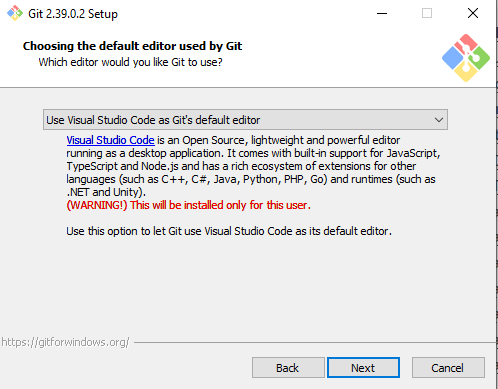 Git 2.39.0.2 Setup
Choosing the default editor used by Git
Which editor would you like Git to use?
Use Visual Studio Code as Git's default editor
Visual Studio Code is an Open Source, lightweight and powerful editor
running as a desktop application. It comes with built-in support for JavaScript,
TypeScript and Node.js and has a rich ecosystem of extensions for other
languages (such as C++, C#, Java, Python, PHP, Go) and runtimes (such as
.NET and Unity).
(WARNING!) This will be installed only for this user.
Use this option to let Git use Visual Studio Code as its default editor.
https://gitforwindows.org/
Back
Next
Cancel